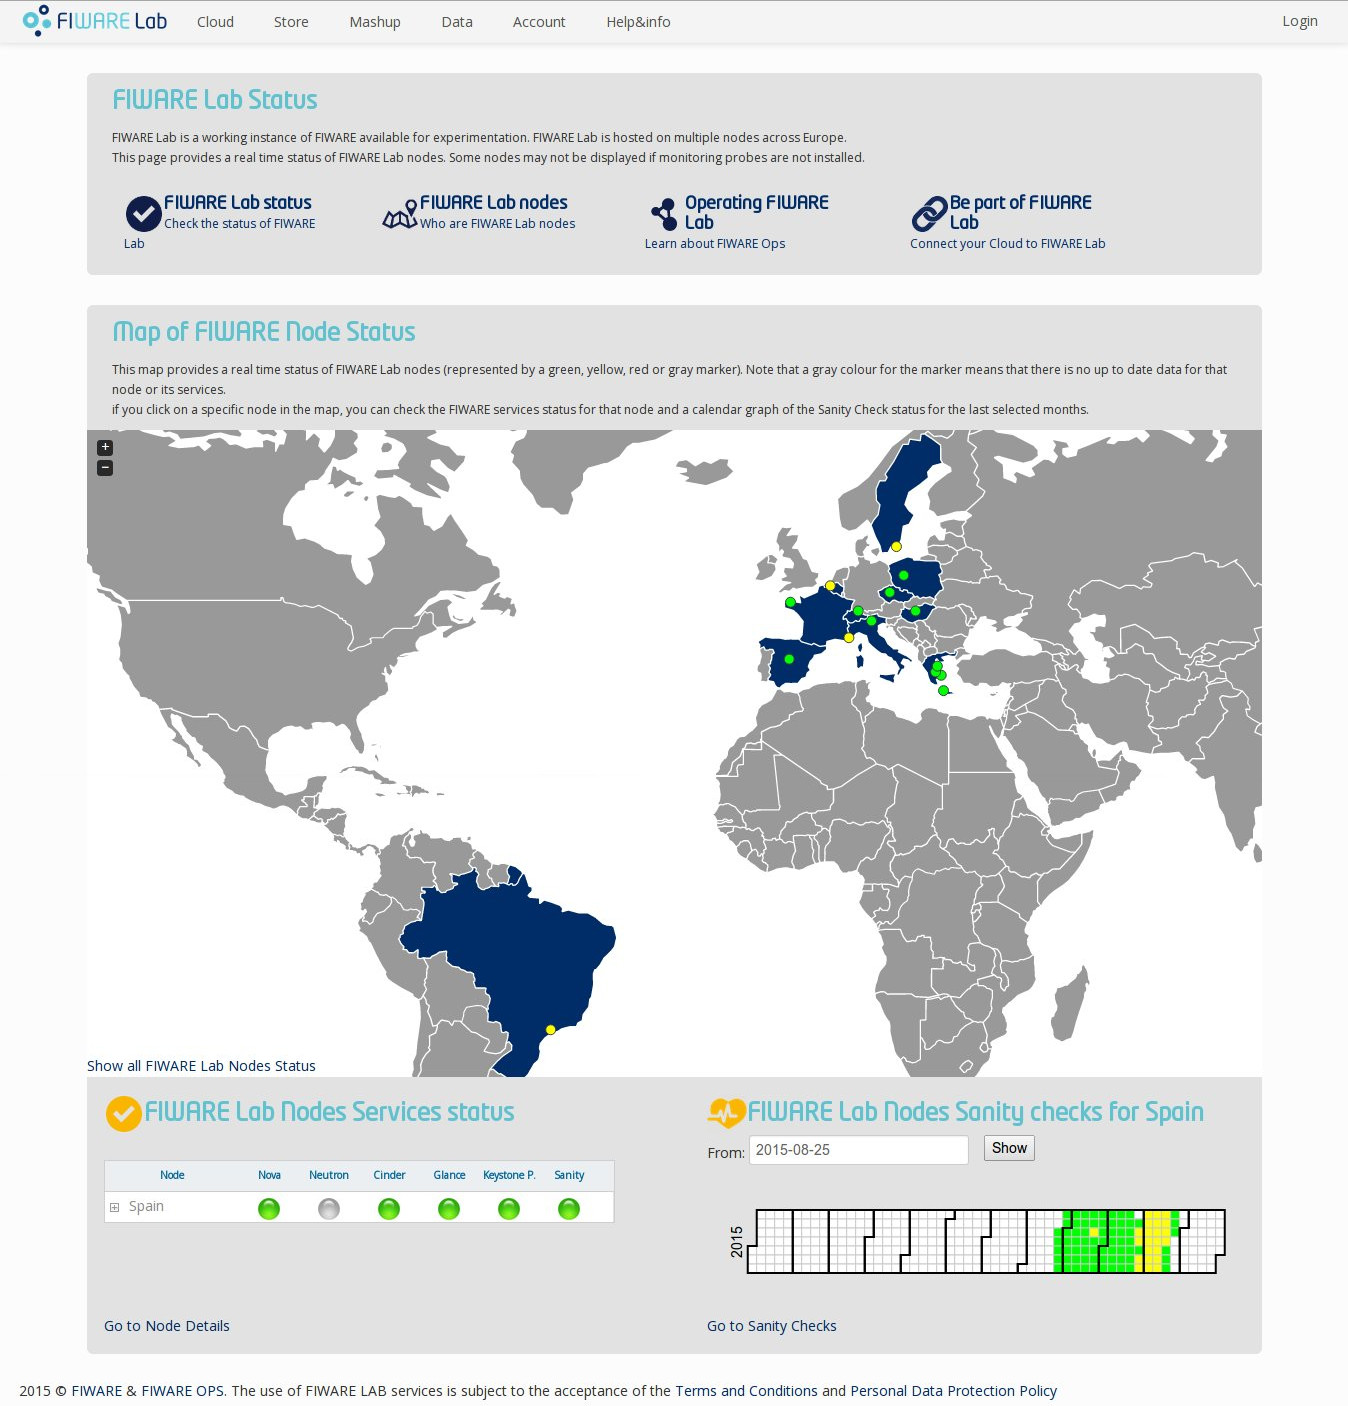 FIWARE Lab
Cloud Store Mashup Data Account Help&info Login
FIWARE Lab Status
FIWARE Lab is a working instance of FIWARE available for experimentation. FIWARE Lab is hosted on multiple nodes across Europe.
This page provides a real time status of FIWARE Lab nodes. Some nodes may not be displayed if monitoring probes are not installed.
FIWARE Lab status
Check the status of FIWARE
Lab
FIWARE Lab nodes
Who are FIWARE Lab nodes
Operating FIWARE
Lab
Learn about FIWARE Ops
Be part of FIWARE
Lab
Connect your Cloud to FIWARE Lab
Map of FIWARE Node Status
This map provides a real time status of FIWARE Lab nodes (represented by a green, yellow, red or gray marker). Note that a gray colour for the marker means that there is no up to date data for that
node or its services.
if you click on a specific node in the map, you can check the FIWARE services status for that node and a calendar graph of the Sanity Check status for the last selected months.
+
−
Show all FIWARE Lab Nodes Status
FIWARE Lab Nodes Services status
Node Nova Neutron Cinder Glance Keystone P. Sanity
Spain
Go to Node Details
FIWARE Lab Nodes Sanity checks for Spain
From: 2015-08-25 Show
2015
Go to Sanity Checks
2015 © FIWARE & FIWARE OPS. The use of FIWARE LAB services is subject to the acceptance of the Terms and Conditions and Personal Data Protection Policy